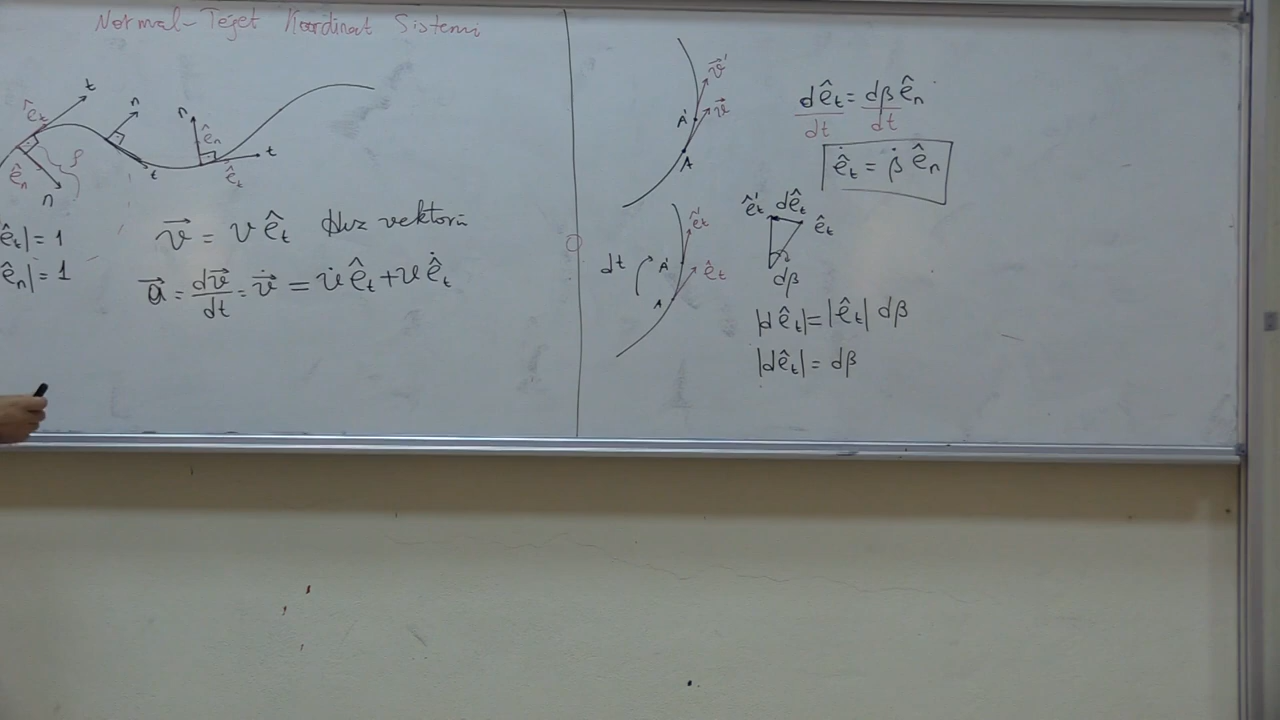 Normal-Teğet Koordinat Sistemi
t
n
n
ê_t
ê_n
t
ρ
ê_n
n
t
ê_t
|ê_t| = 1
|ê_n| = 1
v⃗ = v ê_t Hız vektörü
a⃗ = dv⃗/dt = v⃗̇ = v̇ ê_t + v ê̇_t
v⃗'
v⃗
A'
A
dê_t/dt = dβ/dt ê_n
ê̇_t = β̇ ê_n
ê'_t
ê_t
dt
A'
A
ê'_t dê_t ê_t
dβ
|dê_t| = |ê_t| dβ
|dê_t| = dβ